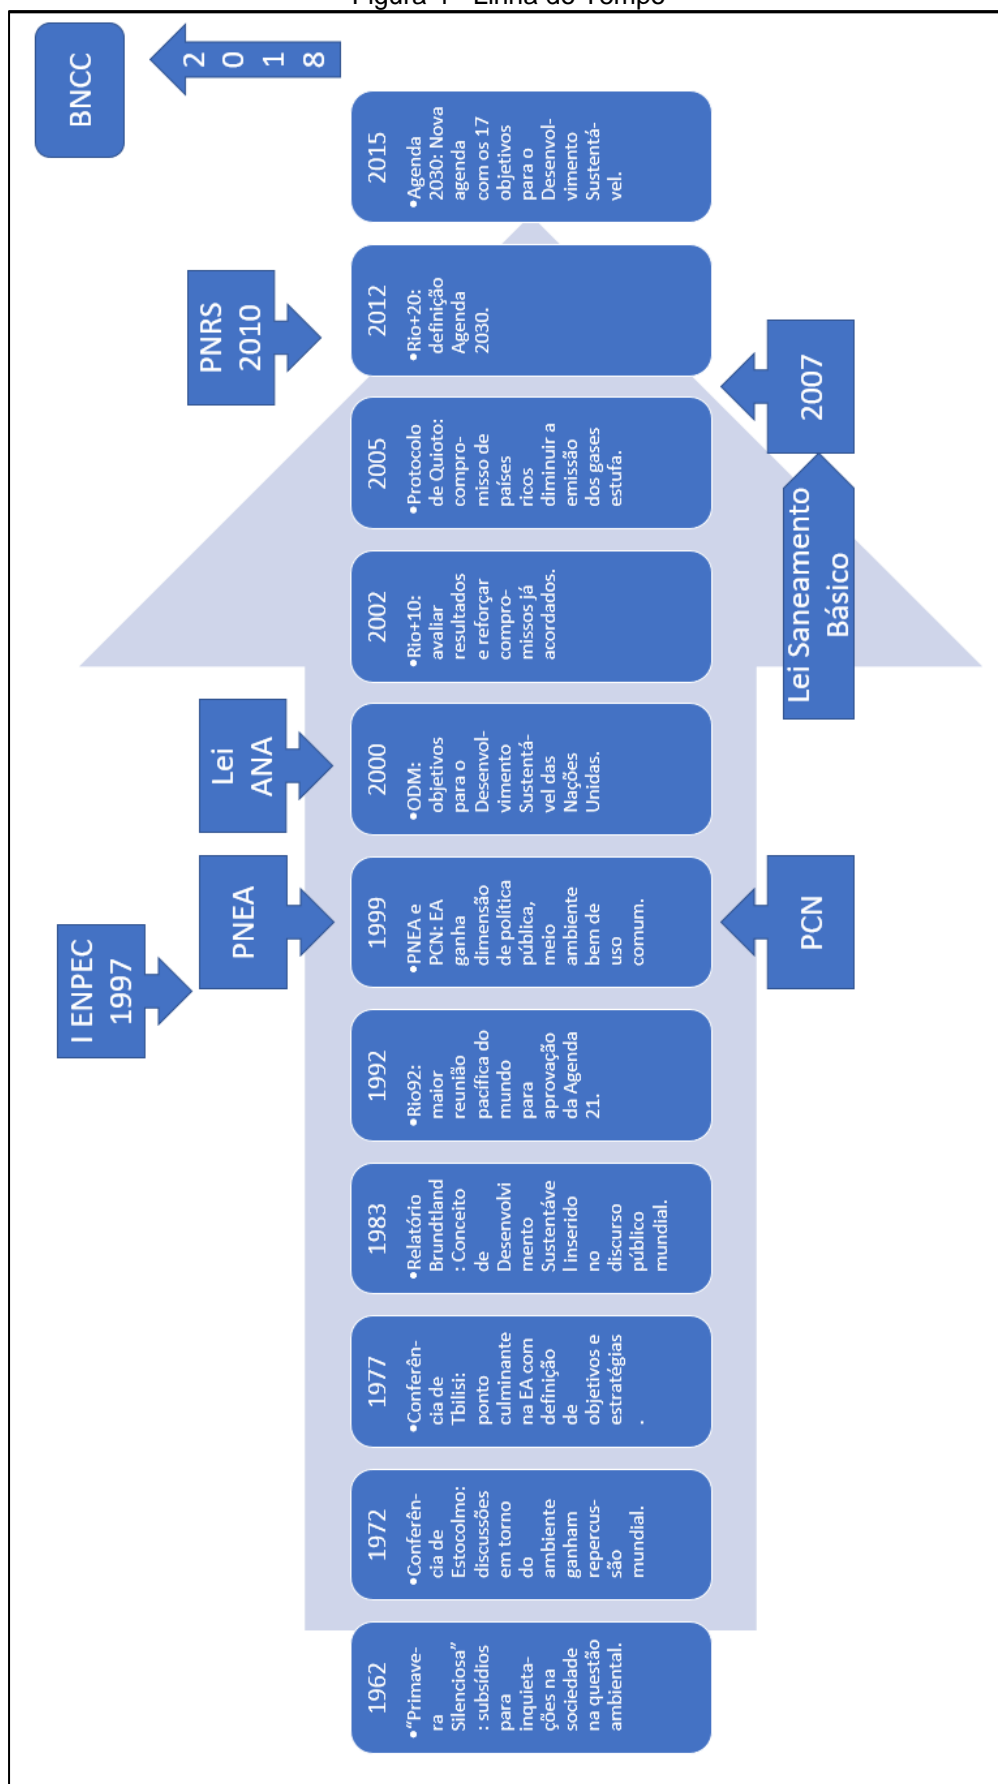 Figura 4 - Linha do Tempo
1962
•"Primave-
ra
Silenciosa"
: subsídios
para
inquieta-
ções na
sociedade
na questão
ambiental.
1972
•Conferên-
cia de
Estocolmo:
discussões
em torno
do
ambiente
ganham
repercus-
são
mundial.
1977
•Conferên-
cia de
Tbilisi:
ponto
culminante
na EA com
definição
de
objetivos e
estratégias
.
1983
•Relatório
Brundtland
: Conceito
de
Desenvolvi
mento
Sustentáve
l inserido
no
discurso
público
mundial.
1992
•Rio92:
maior
reunião
pacífica do
mundo
para
aprovação
da Agenda
21.
I ENPEC
1997
PNEA
1999
•PNEA e
PCN: EA
ganha
dimensão
de política
pública,
meio
ambiente
bem de
uso
comum.
PCN
Lei
ANA
2000
•ODM:
objetivos
para o
Desenvol-
vimento
Sustentá-
vel das
Nações
Unidas.
2002
•Rio+10:
avaliar
resultados
e reforçar
compro-
missos já
acordados.
2005
•Protocolo
de Quioto:
compro-
misso de
países
ricos
diminuir a
emissão
dos gases
estufa.
Lei Saneamento
Básico
2007
PNRS
2010
2012
•Rio+20:
definição
Agenda
2030.
2015
•Agenda
2030: Nova
agenda
com os 17
objetivos
para o
Desenvol-
vimento
Sustentá-
vel.
2018
BNCC